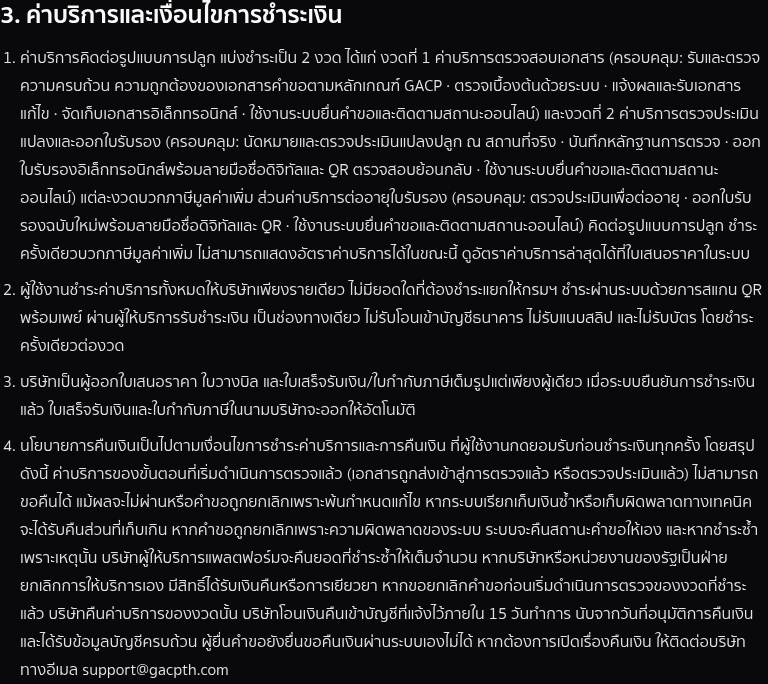 3. ค่าบริการและเงื่อนไขการชำระเงิน
1. ค่าบริการคิดต่อรูปแบบการปลูก แบ่งชำระเป็น 2 งวด ได้แก่ งวดที่ 1 ค่าบริการตรวจสอบเอกสาร (ครอบคลุม: รับและตรวจ
ความครบถ้วน ความถูกต้องของเอกสารคำขอตามหลักเกณฑ์ GACP · ตรวจเบื้องต้นด้วยระบบ · แจ้งผลและรับเอกสาร
แก้ไข · จัดเก็บเอกสารอิเล็กทรอนิกส์ · ใช้งานระบบยื่นคำขอและติดตามสถานะออนไลน์) และงวดที่ 2 ค่าบริการตรวจประเมิน
แปลงและออกใบรับรอง (ครอบคลุม: นัดหมายและตรวจประเมินแปลงปลูก ณ สถานที่จริง · บันทึกหลักฐานการตรวจ · ออก
ใบรับรองอิเล็กทรอนิกส์พร้อมลายมือชื่อดิจิทัลและ QR ตรวจสอบย้อนกลับ · ใช้งานระบบยื่นคำขอและติดตามสถานะ
ออนไลน์) แต่ละงวดบวกภาษีมูลค่าเพิ่ม ส่วนค่าบริการต่ออายุใบรับรอง (ครอบคลุม: ตรวจประเมินเพื่อต่ออายุ · ออกใบรับ
รองฉบับใหม่พร้อมลายมือชื่อดิจิทัลและ QR · ใช้งานระบบยื่นคำขอและติดตามสถานะออนไลน์) คิดต่อรูปแบบการปลูก ชำระ
ครั้งเดียวบวกภาษีมูลค่าเพิ่ม ไม่สามารถแสดงอัตราค่าบริการได้ในขณะนี้ ดูอัตราค่าบริการล่าสุดได้ที่ใบเสนอราคาในระบบ
2. ผู้ใช้งานชำระค่าบริการทั้งหมดให้บริษัทเพียงรายเดียว ไม่มียอดใดที่ต้องชำระแยกให้กรมฯ ชำระผ่านระบบด้วยการสแกน QR
พร้อมเพย์ ผ่านผู้ให้บริการรับชำระเงิน เป็นช่องทางเดียว ไม่รับโอนเข้าบัญชีธนาคาร ไม่รับแนบสลิป และไม่รับบัตร โดยชำระ
ครั้งเดียวต่องวด
3. บริษัทเป็นผู้ออกใบเสนอราคา ใบวางบิล และใบเสร็จรับเงิน/ใบกำกับภาษีเต็มรูปแต่เพียงผู้เดียว เมื่อระบบยืนยันการชำระเงิน
แล้ว ใบเสร็จรับเงินและใบกำกับภาษีในนามบริษัทจะออกให้อัตโนมัติ
4. นโยบายการคืนเงินเป็นไปตามเงื่อนไขการชำระค่าบริการและการคืนเงิน ที่ผู้ใช้งานกดยอมรับก่อนชำระเงินทุกครั้ง โดยสรุป
ดังนี้ ค่าบริการของขั้นตอนที่เริ่มดำเนินการตรวจแล้ว (เอกสารถูกส่งเข้าสู่การตรวจแล้ว หรือตรวจประเมินแล้ว) ไม่สามารถ
ขอคืนได้ แม้ผลจะไม่ผ่านหรือคำขอถูกยกเลิกเพราะพ้นกำหนดแก้ไข หากระบบเรียกเก็บเงินซ้ำหรือเก็บผิดพลาดทางเทคนิค
จะได้รับคืนส่วนที่เก็บเกิน หากคำขอถูกยกเลิกเพราะความผิดพลาดของระบบ ระบบจะคืนสถานะคำขอให้เอง และหากชำระซ้ำ
เพราะเหตุนั้น บริษัทผู้ให้บริการแพลตฟอร์มจะคืนยอดที่ชำระซ้ำให้เต็มจำนวน หากบริษัทหรือหน่วยงานของรัฐเป็นฝ่าย
ยกเลิกการให้บริการเอง มีสิทธิ์ได้รับเงินคืนหรือการเยียวยา หากขอยกเลิกคำขอก่อนเริ่มดำเนินการตรวจของงวดที่ชำระ
แล้ว บริษัทคืนค่าบริการของงวดนั้น บริษัทโอนเงินคืนเข้าบัญชีที่แจ้งไว้ภายใน 15 วันทำการ นับจากวันที่อนุมัติการคืนเงิน
และได้รับข้อมูลบัญชีครบถ้วน ผู้ยื่นคำขอยังยื่นขอคืนเงินผ่านระบบเองไม่ได้ หากต้องการเปิดเรื่องคืนเงิน ให้ติดต่อบริษัท
ทางอีเมล support@gacpth.com